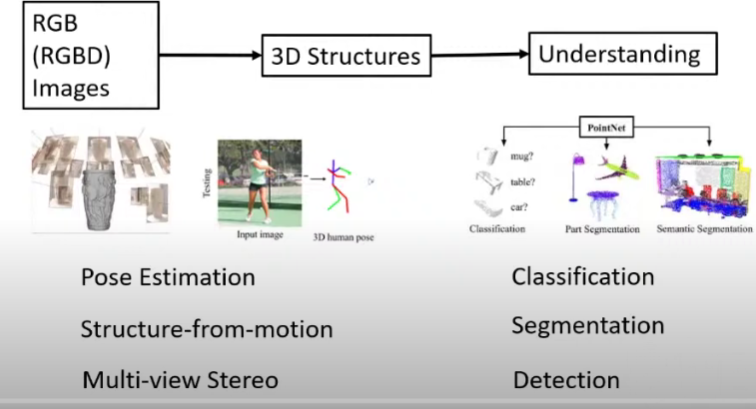 RGB
(RGBD)
Images
3D Structures
Understanding
PointNet
mug?
table?
car?
Classification
Part Segmentation
Semantic Segmentation
Testing
Input image
3D human pose
Pose Estimation
Structure-from-motion
Multi-view Stereo
Classification
Segmentation
Detection